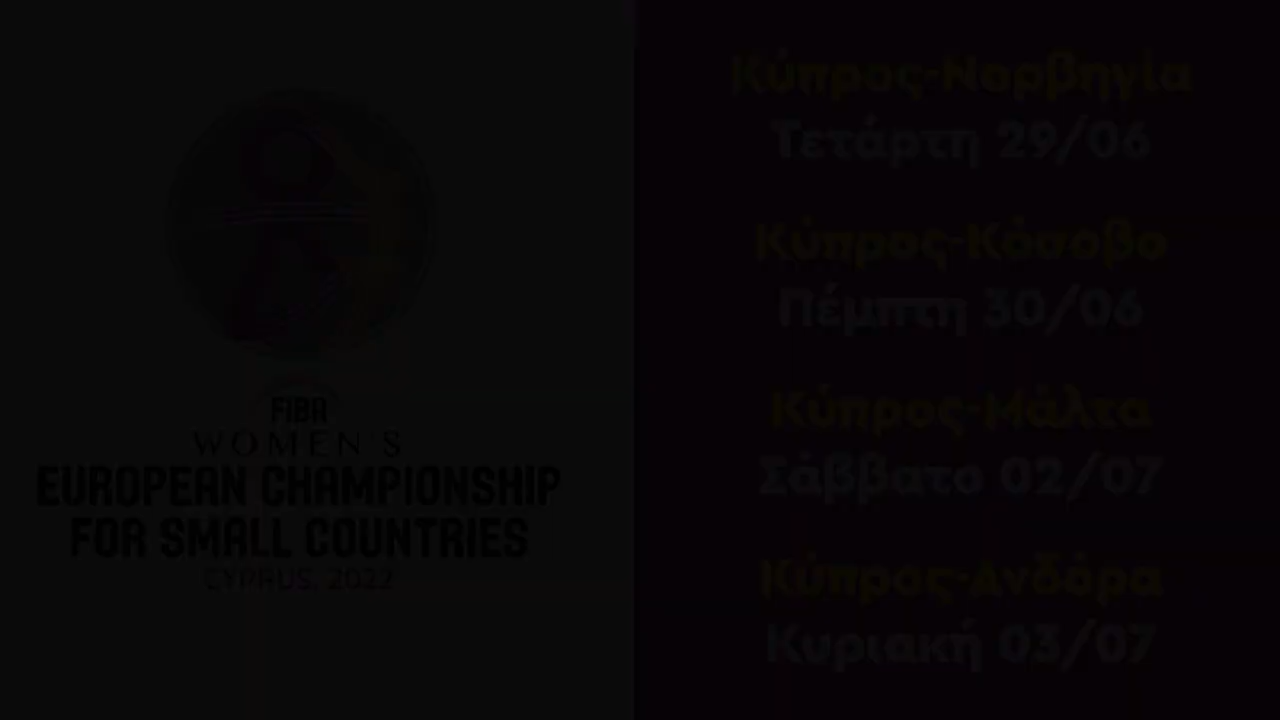 FIBA
WOMEN'S
EUROPEAN CHAMPIONSHIP
FOR SMALL COUNTRIES
CYPRUS, 2022
Κύπρος-Νορβηγία
Τετάρτη 29/06
Κύπρος-Κόσοβο
Πέμπτη 30/06
Κύπρος-Μάλτα
Σάββατο 02/07
Κύπρος-Ανδόρα
Κυριακή 03/07